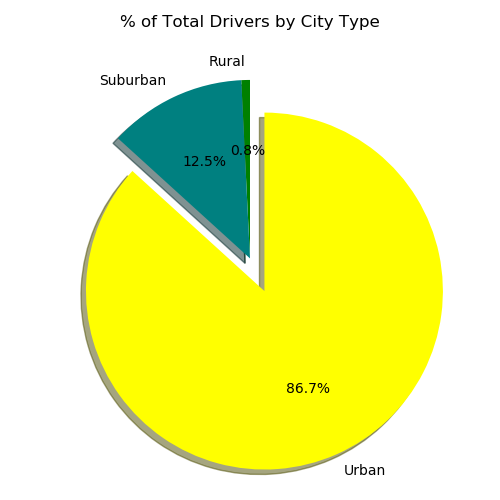 % of Total Drivers by City Type
Rural
Suburban
0.8%
12.5%
86.7%
Urban